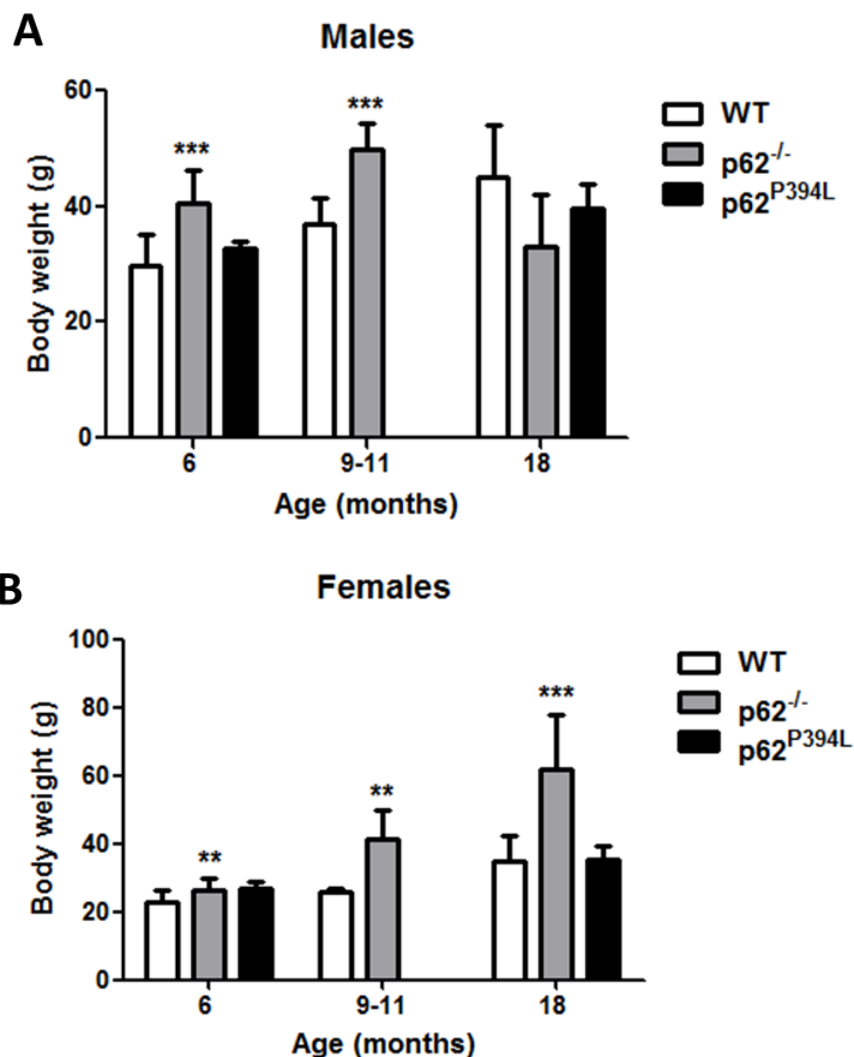 A
Males
Body weight (g)
60
40
20
0
***
***
6
9-11
18
Age (months)
WT
p62-/-
p62P394L
B
Females
Body weight (g)
100
80
60
40
20
0
**
**
***
6
9-11
18
Age (months)
WT
p62-/-
p62P394L